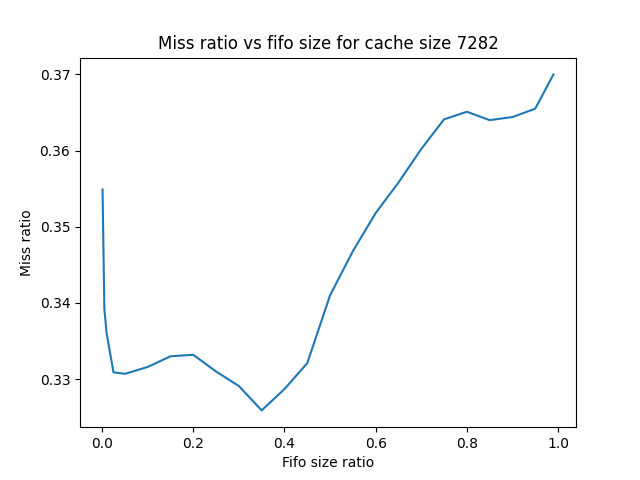 Miss ratio vs fifo size for cache size 7282
0.37
0.36
0.35
0.34
0.33
Miss ratio
0.0 0.2 0.4 0.6 0.8 1.0
Fifo size ratio